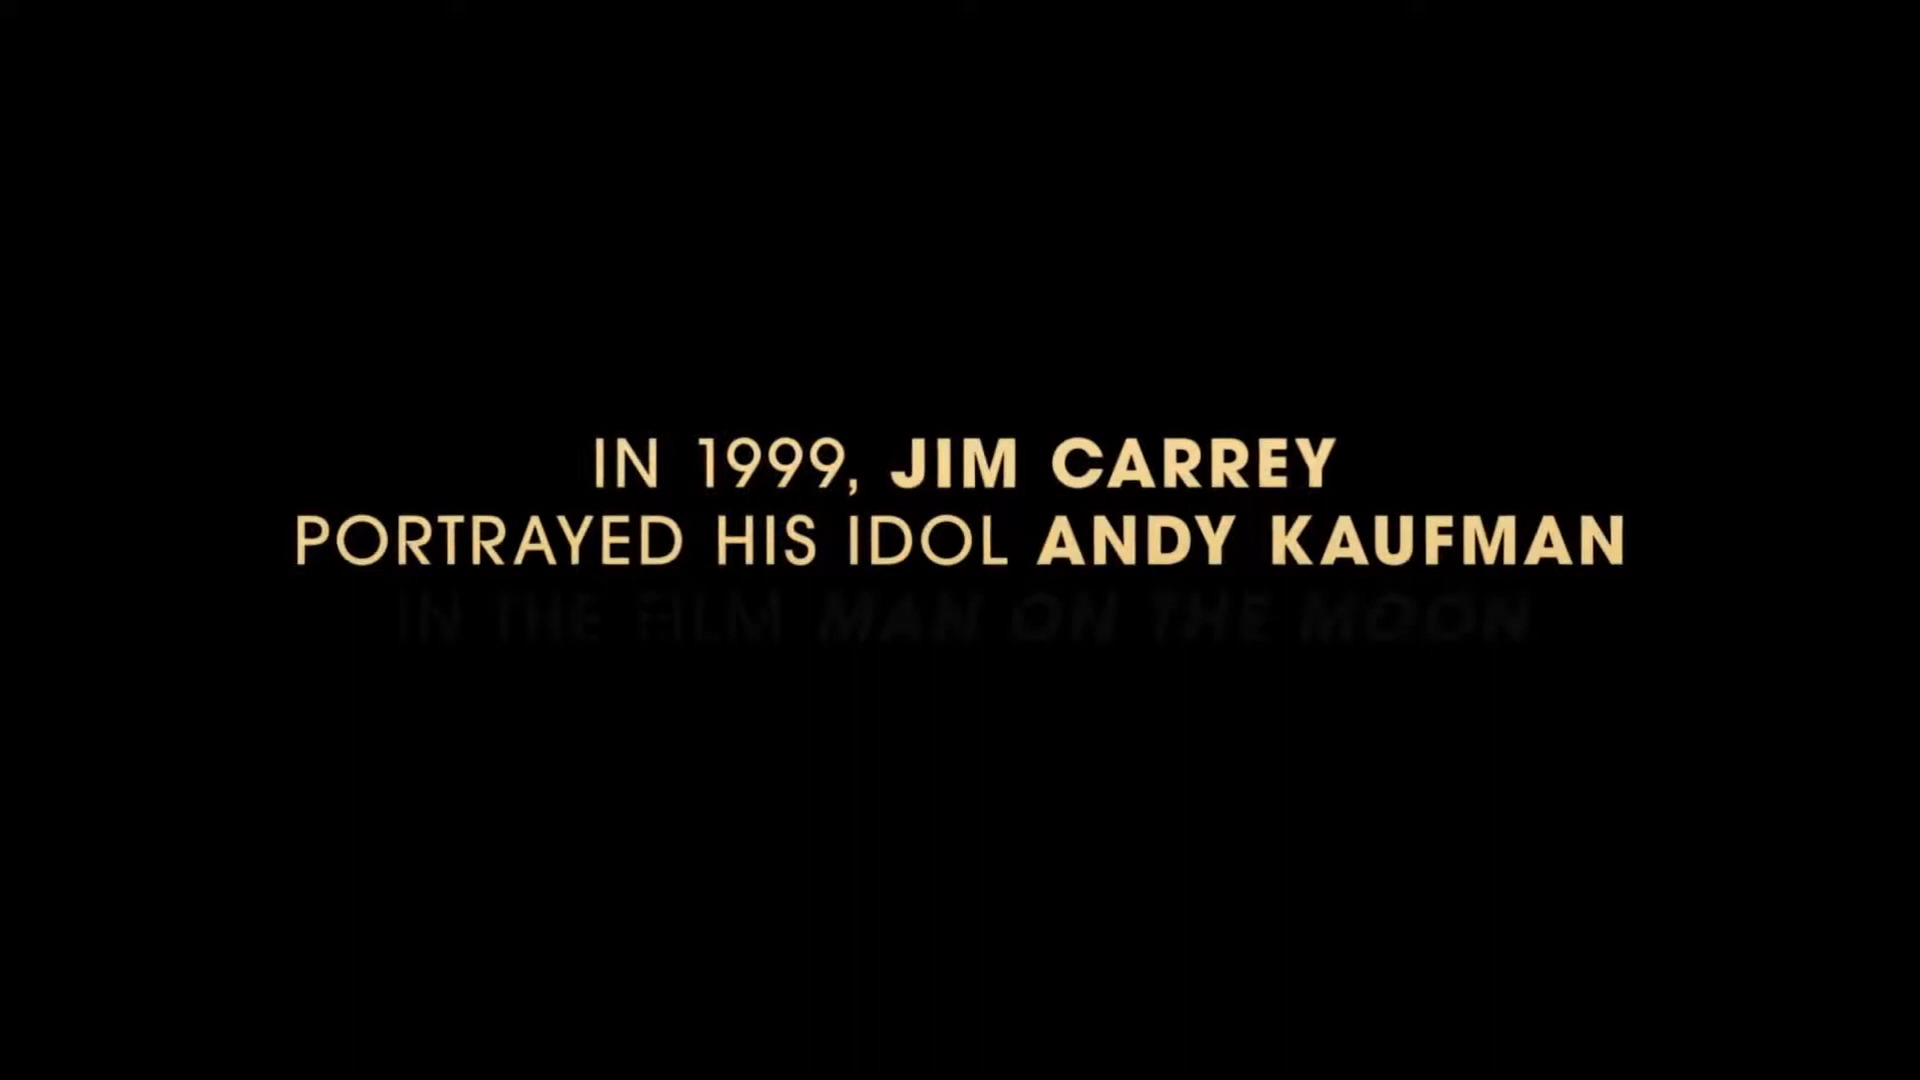 IN 1999, JIM CARREY
PORTRAYED HIS IDOL ANDY KAUFMAN
IN THE FILM MAN ON THE MOON